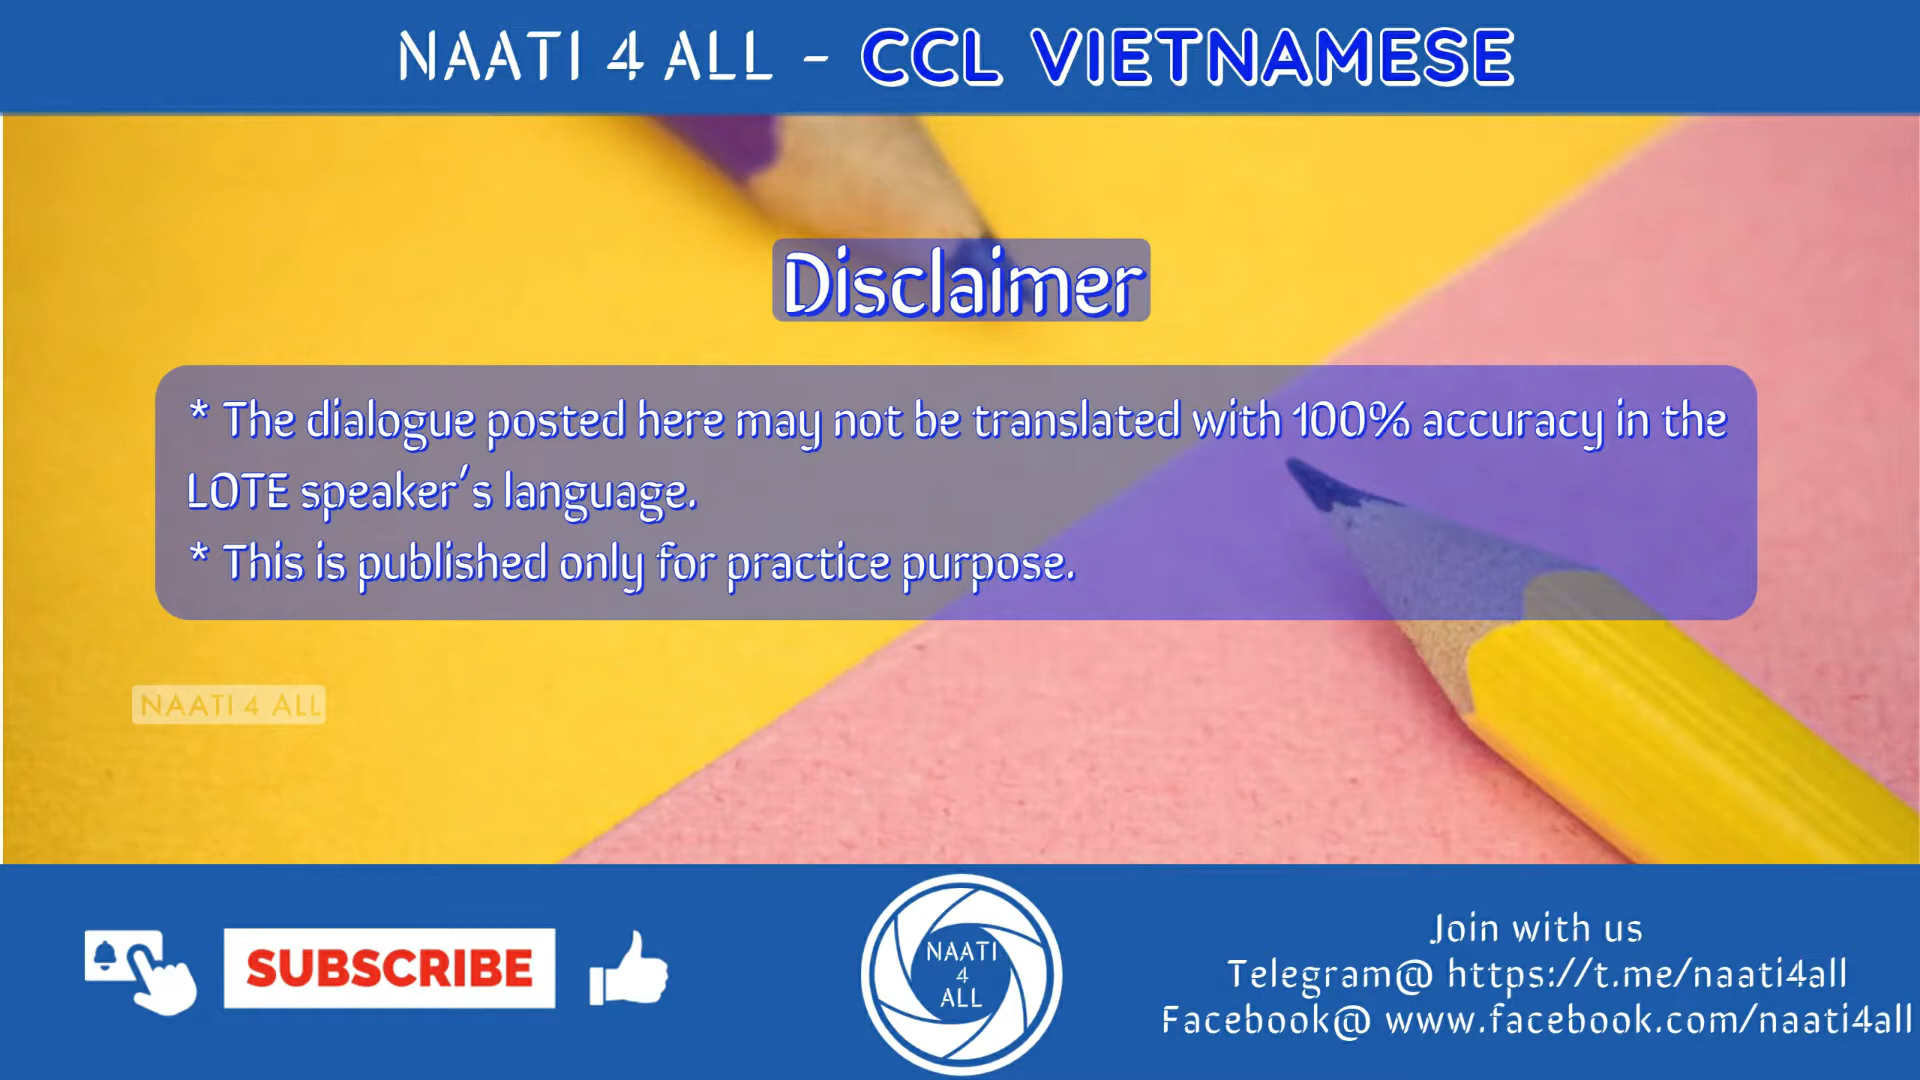 NAATI 4 ALL - CCL VIETNAMESE
Disclaimer
* The dialogue posted here may not be translated with 100% accuracy in the
LOTE speaker's language.
* This is published only for practice purpose.
NAATI 4 ALL
SUBSCRIBE
NAATI
4
ALL
Join with us
Telegram@ https://t.me/naati4all
Facebook@ www.facebook.com/naati4all